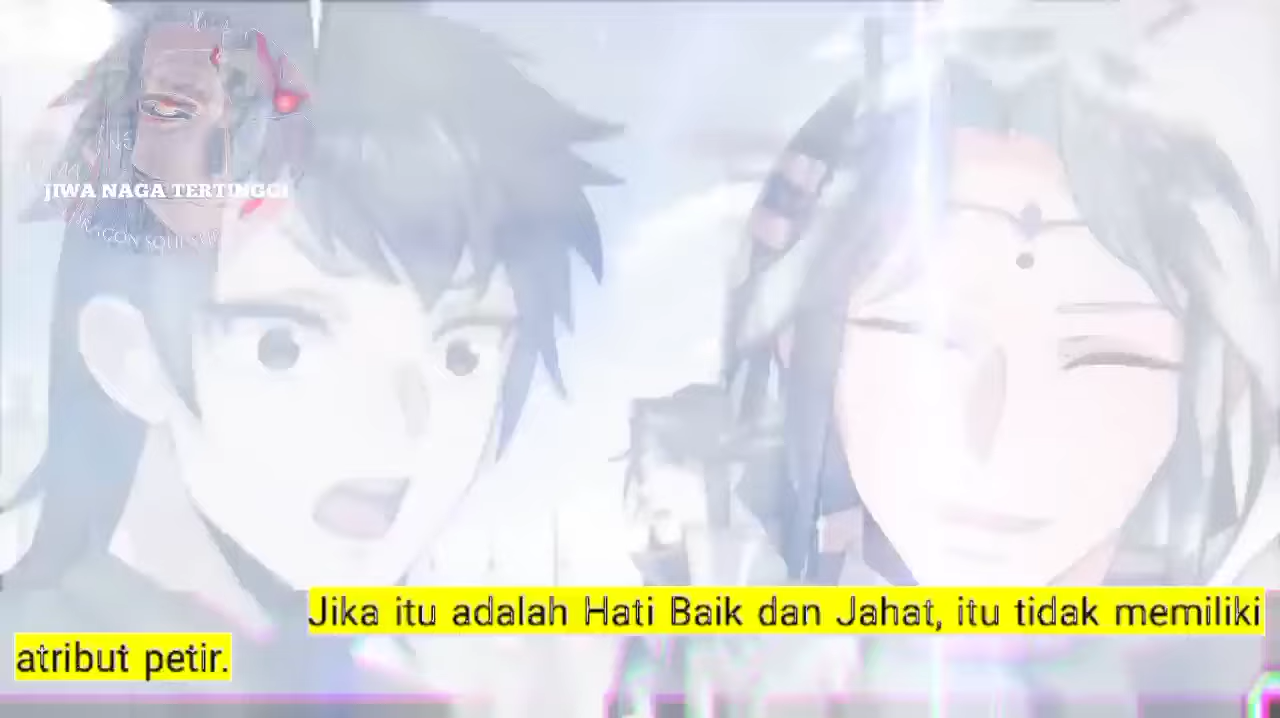 JIWA NAGA TERTINGGI
Jika itu adalah Hati Baik dan Jahat, itu tidak memiliki
atribut petir.